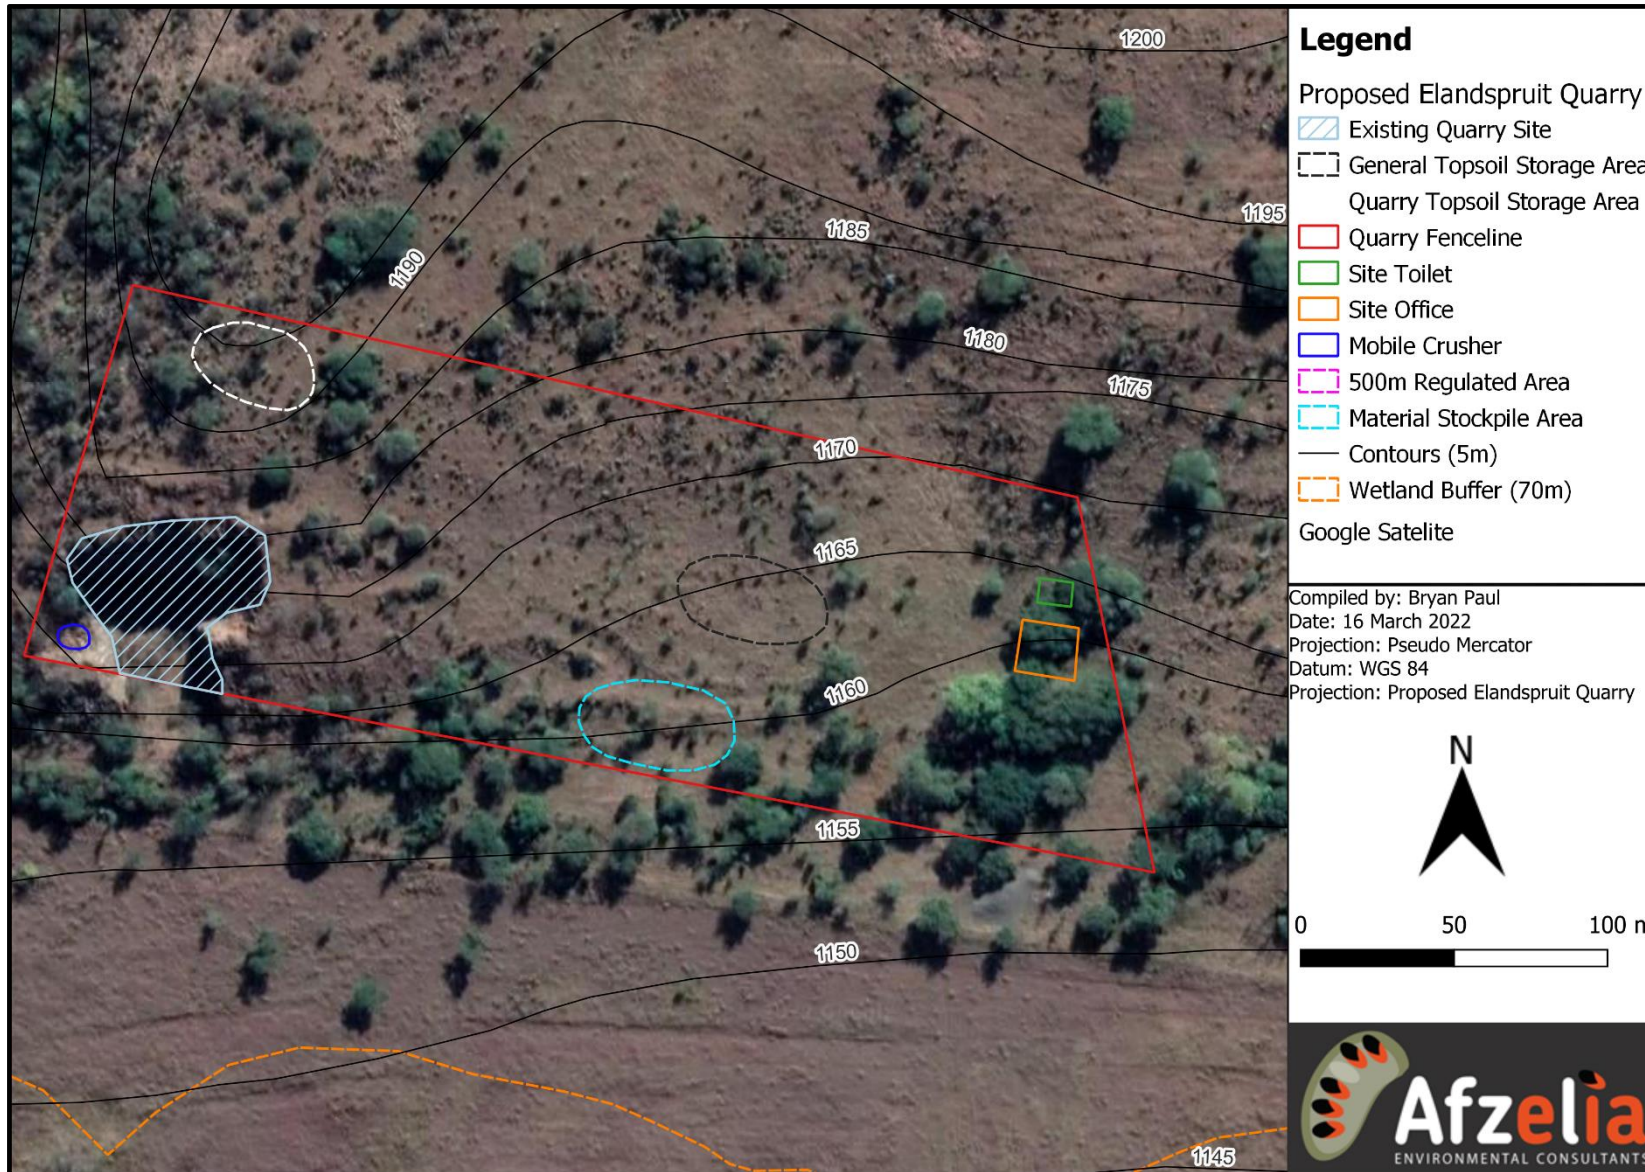 1200
1195
1190
1185
1180
1175
1170
1165
1160
1155
1150
1145
Legend
Proposed Elandspruit Quarry
Existing Quarry Site
General Topsoil Storage Area
Quarry Topsoil Storage Area
Quarry Fenceline
Site Toilet
Site Office
Mobile Crusher
500m Regulated Area
Material Stockpile Area
Contours (5m)
Wetland Buffer (70m)
Google Satelite
Compiled by: Bryan Paul
Date: 16 March 2022
Projection: Pseudo Mercator
Datum: WGS 84
Projection: Proposed Elandspruit Quarry
N
0 50 100 m
Afzelia
ENVIRONMENTAL CONSULTANTS